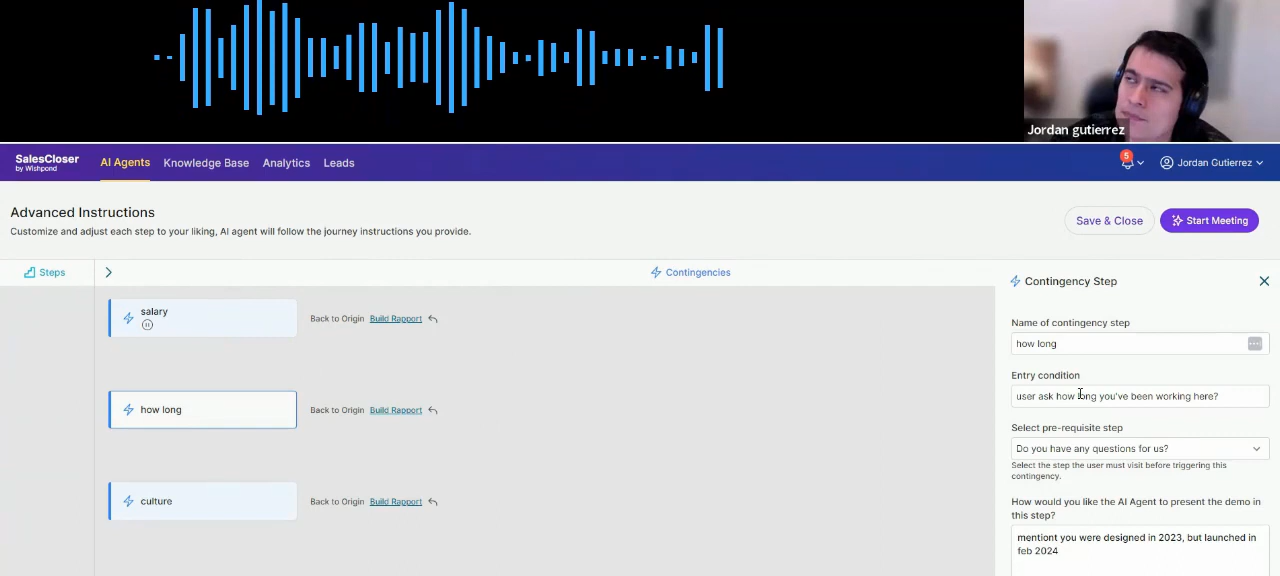 Jordan gutierrez
SalesCloser
by Wishpond
AI Agents
Knowledge Base
Analytics
Leads
5
Jordan Gutierrez
Advanced Instructions
Customize and adjust each step to your liking, AI agent will follow the journey instructions you provide.
Save & Close
Start Meeting
Steps
Contingencies
salary
Back to Origin Build Rapport
how long
Back to Origin Build Rapport
culture
Back to Origin Build Rapport
Contingency Step
Name of contingency step
how long
Entry condition
user ask how long you've been working here?
Select pre-requisite step
Do you have any questions for us?
Select the step the user must visit before triggering this
contingency.
How would you like the AI Agent to present the demo in
this step?
mentiont you were designed in 2023, but launched in
feb 2024